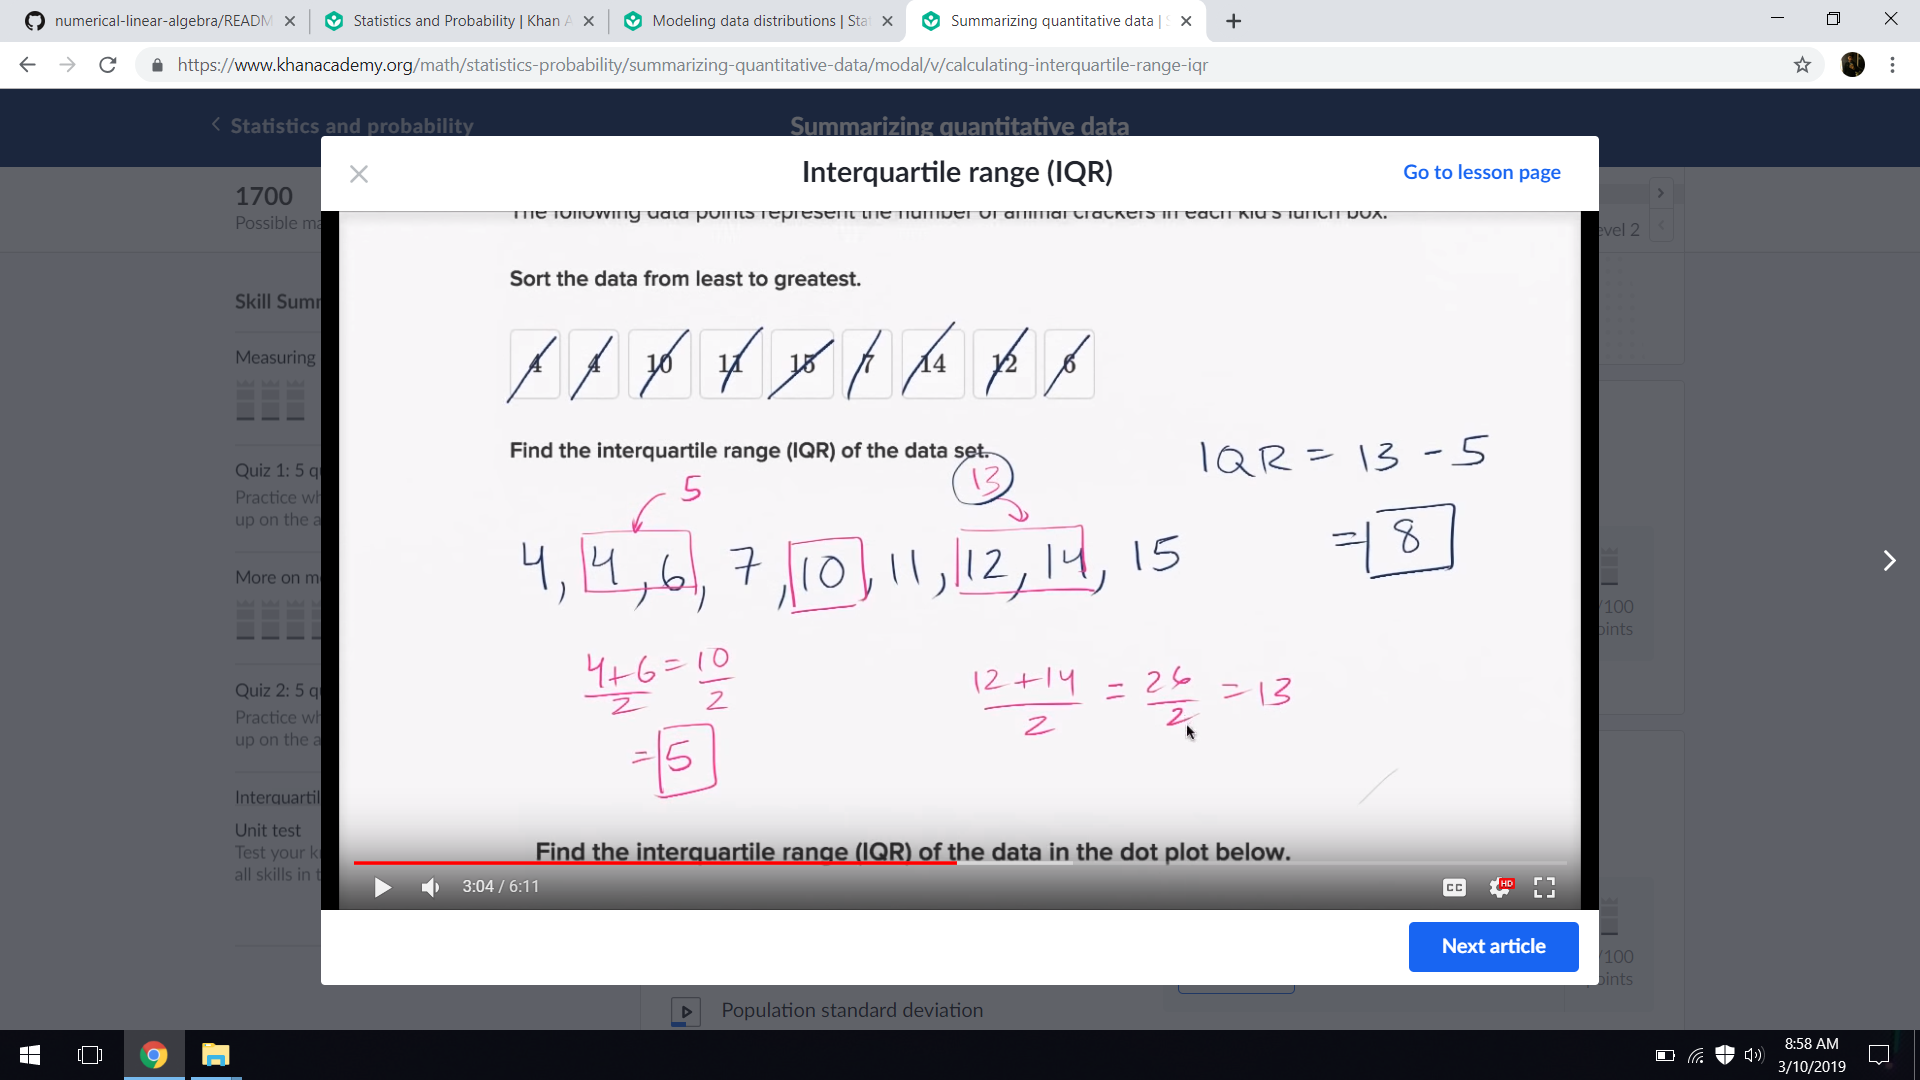 numerical-linear-algebra/READM
Statistics and Probability | Khan A
Modeling data distributions | Stat
Summarizing quantitative data | S
https://www.khanacademy.org/math/statistics-probability/summarizing-quantitative-data/modal/v/calculating-interquartile-range-iqr
Statistics and probability
Summarizing quantitative data
Interquartile range (IQR)
Go to lesson page
1700
Possible ma
evel 2
The following data points represent the number of animal crackers in each kid's lunch box.
Sort the data from least to greatest.
Skill Summ
Measuring
4 4 10 11 15 7 14 12 6
Find the interquartile range (IQR) of the data set.
IQR = 13 - 5
= 8
5
13
4, 4, 6, 7, 10, 11, 12, 14, 15
4+6/2 = 10/2
= 5
12+14/2 = 26/2 = 13
Quiz 1: 5 qu
Practice wh
up on the a
More on m
Quiz 2: 5 qu
Practice wh
up on the a
Interquartil
Unit test
Test your k
all skills in t
/100
oints
Find the interquartile range (IQR) of the data in the dot plot below.
3:04 / 6:11
CC
HD
Next article
/100
oints
Population standard deviation
8:58 AM
3/10/2019